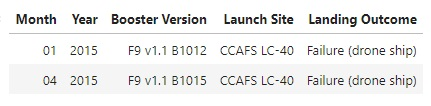 Month Year Booster Version Launch Site Landing Outcome
01 2015 F9 v1.1 B1012 CCAFS LC-40 Failure (drone ship)
04 2015 F9 v1.1 B1015 CCAFS LC-40 Failure (drone ship)